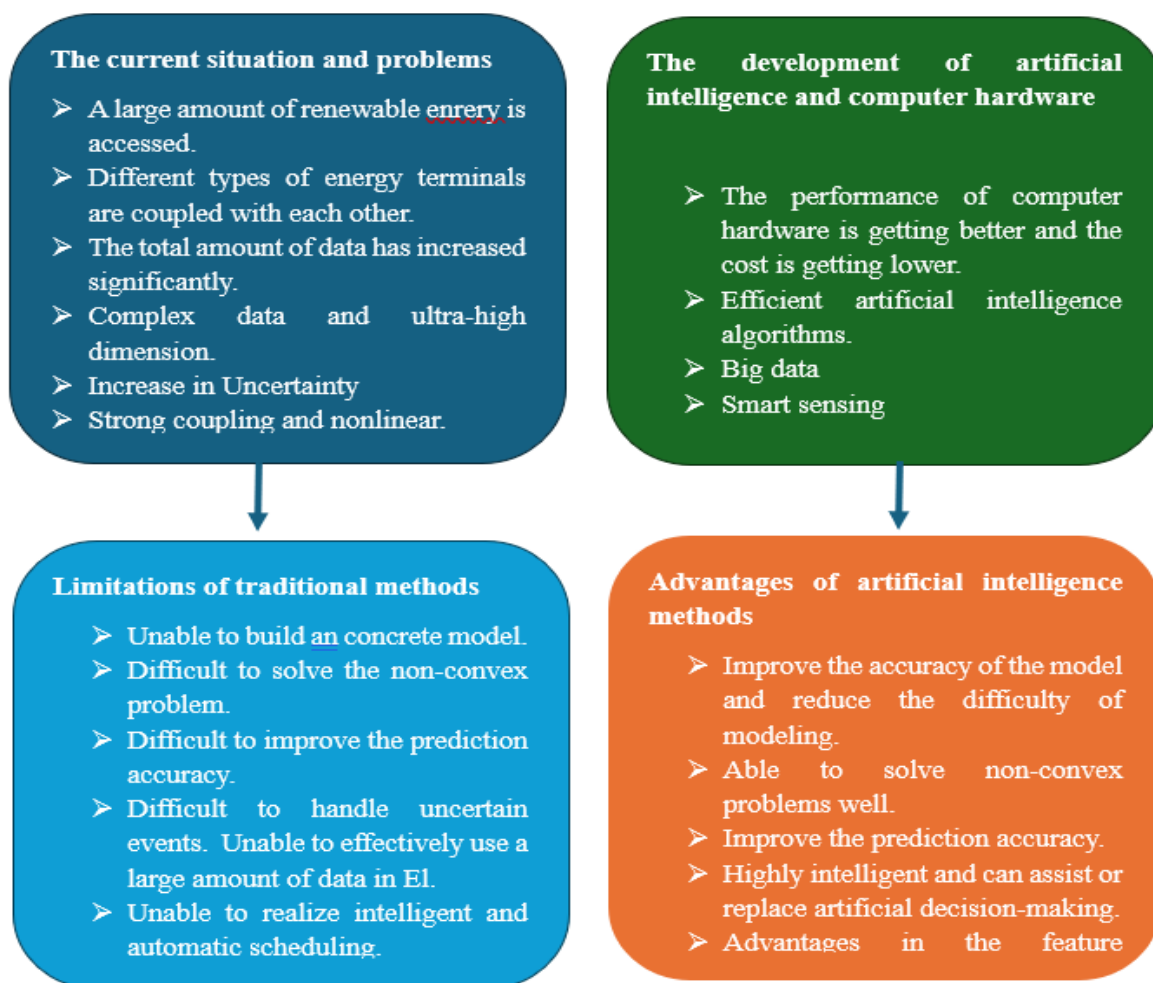 The current situation and problems
➢ A large amount of renewable enrery is
accessed.
➢ Different types of energy terminals
are coupled with each other.
➢ The total amount of data has increased
significantly.
➢ Complex data and ultra-high
dimension.
➢ Increase in Uncertainty
➢ Strong coupling and nonlinear.
The development of artificial
intelligence and computer hardware
➢ The performance of computer
hardware is getting better and the
cost is getting lower.
➢ Efficient artificial intelligence
algorithms.
➢ Big data
➢ Smart sensing
Limitations of traditional methods
➢ Unable to build an concrete model.
➢ Difficult to solve the non-convex
problem.
➢ Difficult to improve the prediction
accuracy.
➢ Difficult to handle uncertain
events. Unable to effectively use a
large amount of data in El.
➢ Unable to realize intelligent and
automatic scheduling.
Advantages of artificial intelligence
methods
➢ Improve the accuracy of the model
and reduce the difficulty of
modeling.
➢ Able to solve non-convex
problems well.
➢ Improve the prediction accuracy.
➢ Highly intelligent and can assist or
replace artificial decision-making.
➢ Advantages in the feature